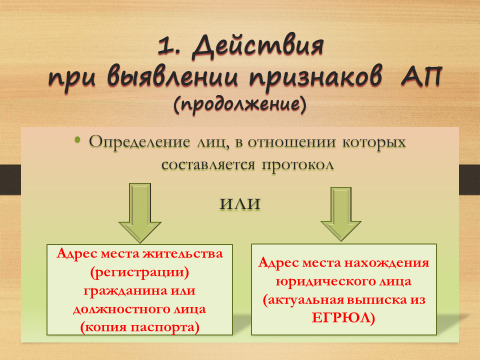 1. Действия
при выявлении признаков АП
(продолжение)
• Определение лиц, в отношении которых
составляется протокол
или
Адрес места жительства
(регистрации)
гражданина или
должностного лица
(копия паспорта)
Адрес места нахождения
юридического лица
(актуальная выписка из
ЕГРЮЛ)